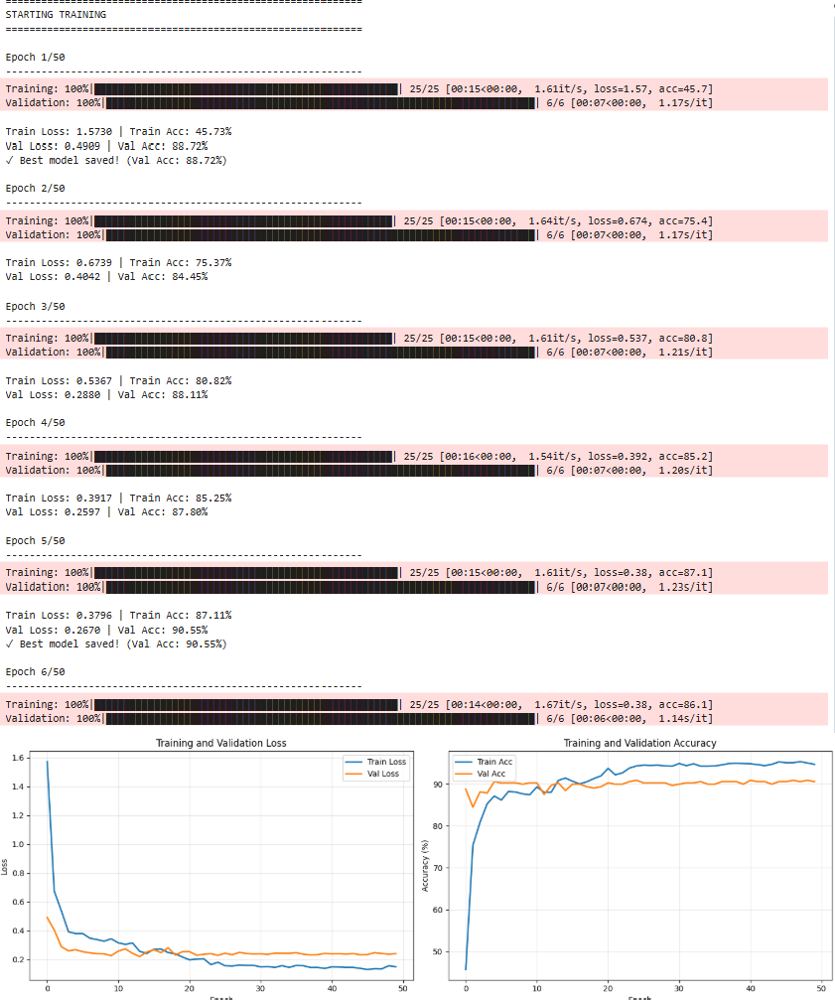 ============================================================
STARTING TRAINING
============================================================
Epoch 1/50
------------------------------------------------------------
Training: 100%| | 25/25 [00:15<00:00, 1.61it/s, loss=1.57, acc=45.7]
Validation: 100%| | 6/6 [00:07<00:00, 1.17s/it]
Train Loss: 1.5730 | Train Acc: 45.73%
Val Loss: 0.4909 | Val Acc: 88.72%
✓ Best model saved! (Val Acc: 88.72%)
Epoch 2/50
------------------------------------------------------------
Training: 100%| | 25/25 [00:15<00:00, 1.64it/s, loss=0.674, acc=75.4]
Validation: 100%| | 6/6 [00:07<00:00, 1.17s/it]
Train Loss: 0.6739 | Train Acc: 75.37%
Val Loss: 0.4042 | Val Acc: 84.45%
Epoch 3/50
------------------------------------------------------------
Training: 100%| | 25/25 [00:15<00:00, 1.61it/s, loss=0.537, acc=80.8]
Validation: 100%| | 6/6 [00:07<00:00, 1.21s/it]
Train Loss: 0.5367 | Train Acc: 80.82%
Val Loss: 0.2880 | Val Acc: 88.11%
Epoch 4/50
------------------------------------------------------------
Training: 100%| | 25/25 [00:16<00:00, 1.54it/s, loss=0.392, acc=85.2]
Validation: 100%| | 6/6 [00:07<00:00, 1.20s/it]
Train Loss: 0.3917 | Train Acc: 85.25%
Val Loss: 0.2597 | Val Acc: 87.80%
Epoch 5/50
------------------------------------------------------------
Training: 100%| | 25/25 [00:15<00:00, 1.61it/s, loss=0.38, acc=87.1]
Validation: 100%| | 6/6 [00:07<00:00, 1.23s/it]
Train Loss: 0.3796 | Train Acc: 87.11%
Val Loss: 0.2670 | Val Acc: 90.55%
✓ Best model saved! (Val Acc: 90.55%)
Epoch 6/50
------------------------------------------------------------
Training: 100%| | 25/25 [00:14<00:00, 1.67it/s, loss=0.38, acc=86.1]
Validation: 100%| | 6/6 [00:06<00:00, 1.14s/it]
Training and Validation Loss
Train Loss
Val Loss
1.6
1.4
1.2
1.0
0.8
0.6
0.4
0.2
Loss
0 10 20 30 40 50
Epoch
Training and Validation Accuracy
Train Acc
Val Acc
90
80
70
60
50
Accuracy (%)
0 10 20 30 40 50
Epoch